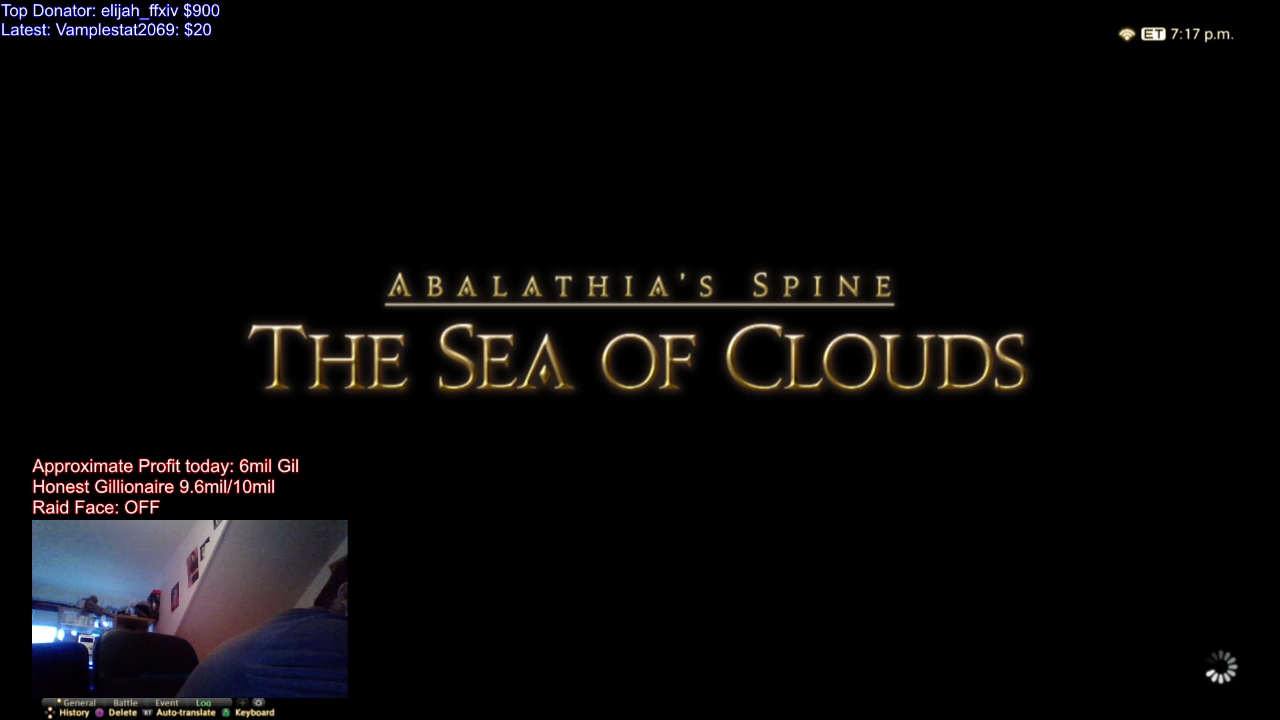 Top Donator: elijah_ffxiv $900
Latest: Vamplestat2069: $20
ET 7:17 p.m.
ABALATHIA'S SPINE
THE SEA OF CLOUDS
Approximate Profit today: 6mil Gil
Honest Gillionaire 9.6mil/10mil
Raid Face: OFF
General Battle Event Log
History Delete RT Auto-translate Keyboard